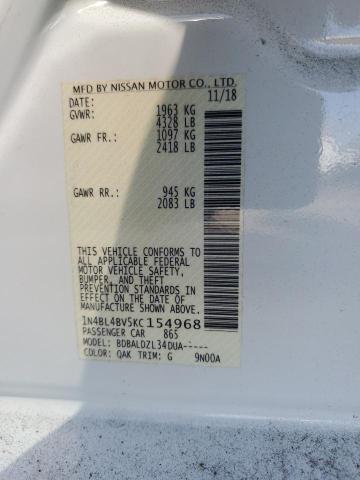 MFD BY NISSAN MOTOR CO., LTD.
DATE: 11/18
GVWR: 1963 KG
4328 LB
GAWR FR: 1097 KG
2418 LB
GAWR RR: 945 KG
2083 LB
THIS VEHICLE CONFORMS TO
ALL APPLICABLE FEDERAL
MOTOR VEHICLE SAFETY,
BUMPER, AND THEFT
PREVENTION STANDARDS IN
EFFECT ON THE DATE OF
MANUFACTURE SHOWN ABOVE.
1N4BL4BV5KC154968
PASSENGER CAR 865
MODEL: BDBALDZL34DUA-----
COLOR: QAK TRIM: G 9N00A